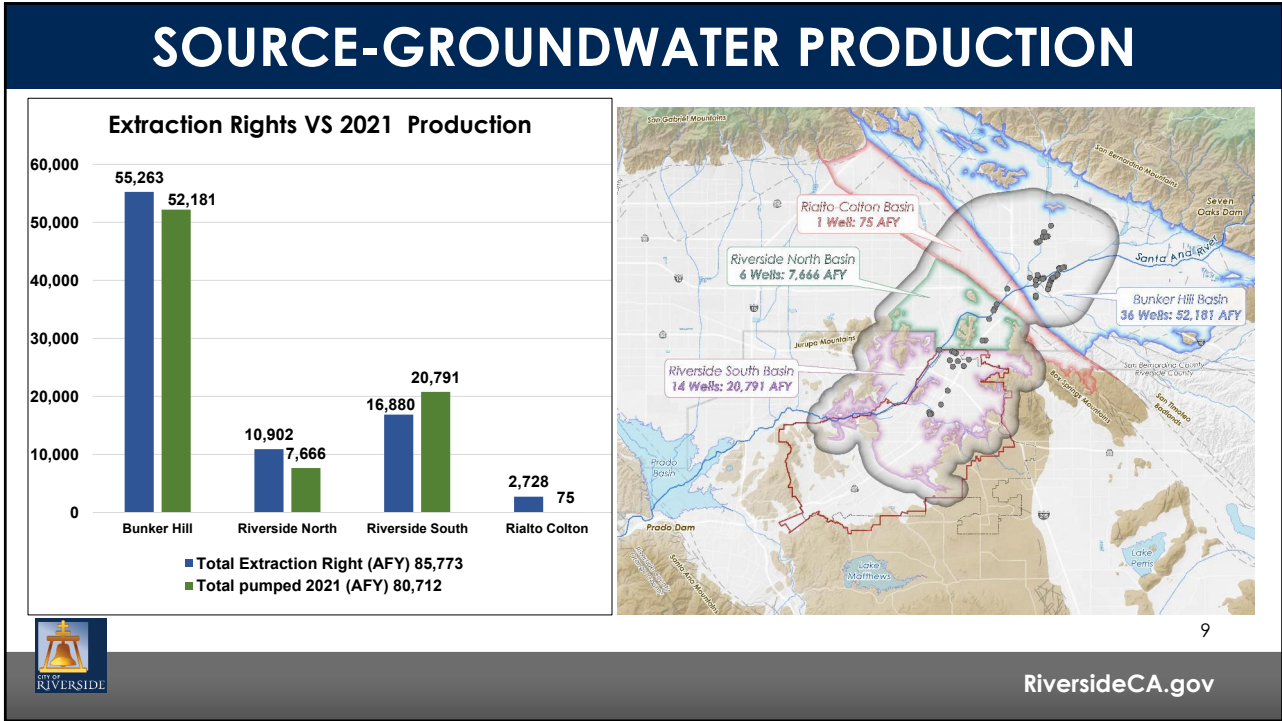 SOURCE-GROUNDWATER PRODUCTION
Extraction Rights VS 2021 Production
60,000
50,000
40,000
30,000
20,000
10,000
0
55,263
52,181
10,902
7,666
16,880
20,791
2,728
75
Bunker Hill
Riverside North
Riverside South
Rialto Colton
Total Extraction Right (AFY) 85,773
Total pumped 2021 (AFY) 80,712
San Gabriel Mountains
San Bernardino Mountains
Seven
Oaks Dam
Rialto-Colton Basin
1 Well: 75 AFY
Riverside North Basin
6 Wells: 7,666 AFY
Santa Ana River
Bunker Hill Basin
36 Wells: 52,181 AFY
Jurupa Mountains
Riverside South Basin
14 Wells: 20,791 AFY
San Bernardino County
Riverside County
Box Springs Mountains
San Timoteo
Badlands
Prado
Basin
Prado Dam
Santa Ana Mountains
Lake
Matthews
Lake
Perris
9
CITY OF
RIVERSIDE
RiversideCA.gov